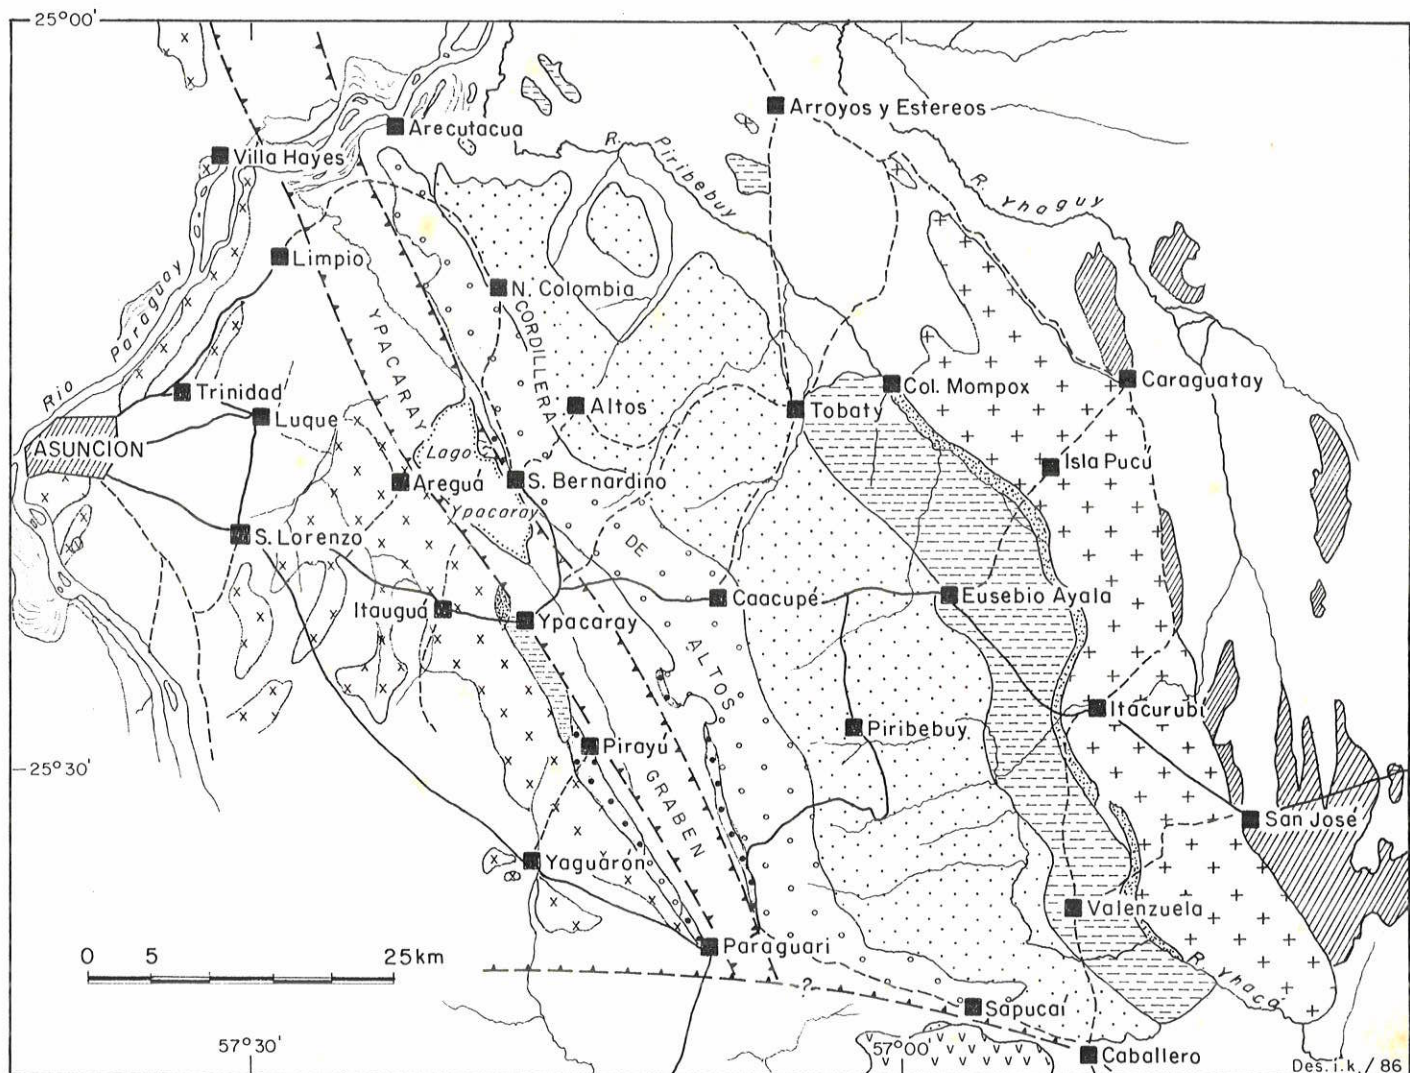 25°00'
Arroyos y Estereos
Arecutacua
R. Piribebuy
Villa Hayes
R. Yhaguy
Limpio
N. Colombia
Rio Paraguay
YPACARAY
CORDILLERA
Trinidad
Col. Mompox
Caraguatay
Luque
Altos
Tobaty
ASUNCION
Lago
Isla Pucu
Areguá
S. Bernardino
Ypacaray
S. Lorenzo
DE
Itauguá
Ypacaray
Caacupé
Eusebio Ayala
ALTOS
Itacurubi
Piribebuy
Pirayu
25°30'
GRABEN
San José
Yaguarón
Valenzuela
Paraguari
0 5 25 km
R. Yhaca
?
Sapucai
57°30'
57°00'
Caballero
Des. i.k. / 86